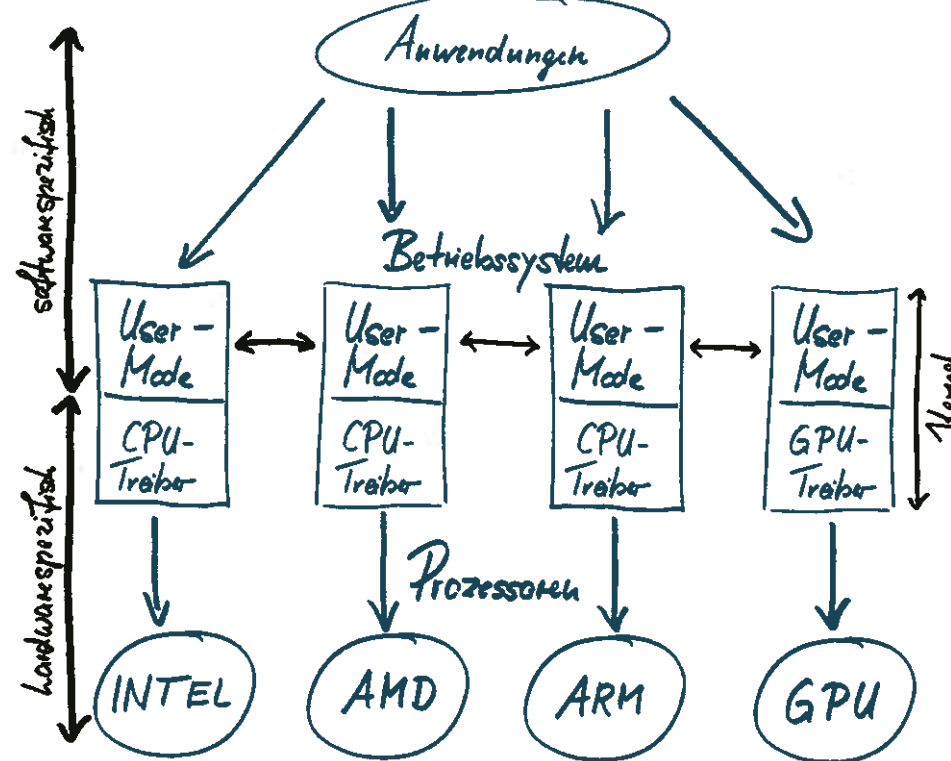 Anwendungen
softwarespezifisch
Betriebssystem
User-
Mode
CPU-
Treiber
User-
Mode
CPU-
Treiber
User-
Mode
CPU-
Treiber
User-
Mode
GPU-
Treiber
Kernel
hardwarespezifisch
Prozessoren
INTEL
AMD
ARM
GPU